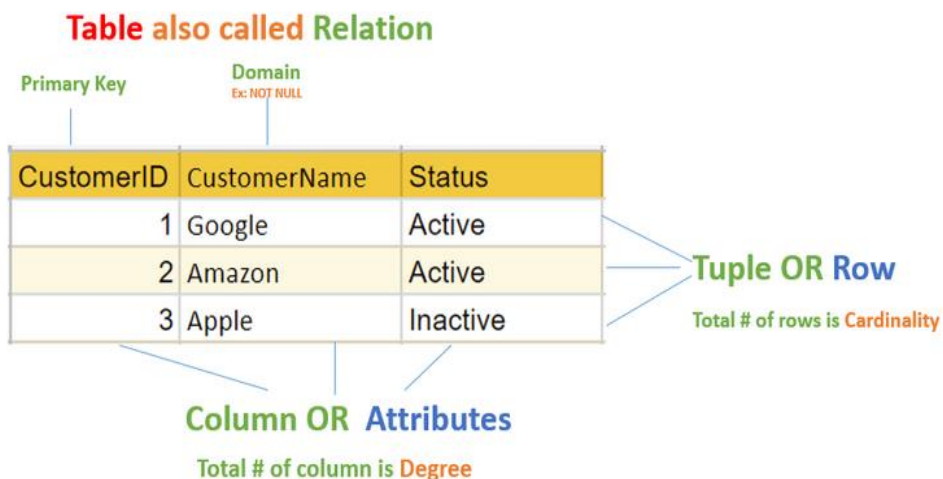 Table also called Relation
Primary Key
Domain
Ex: NOT NULL
CustomerID CustomerName Status
1 Google Active
2 Amazon Active
3 Apple Inactive
Tuple OR Row
Total # of rows is Cardinality
Column OR Attributes
Total # of column is Degree